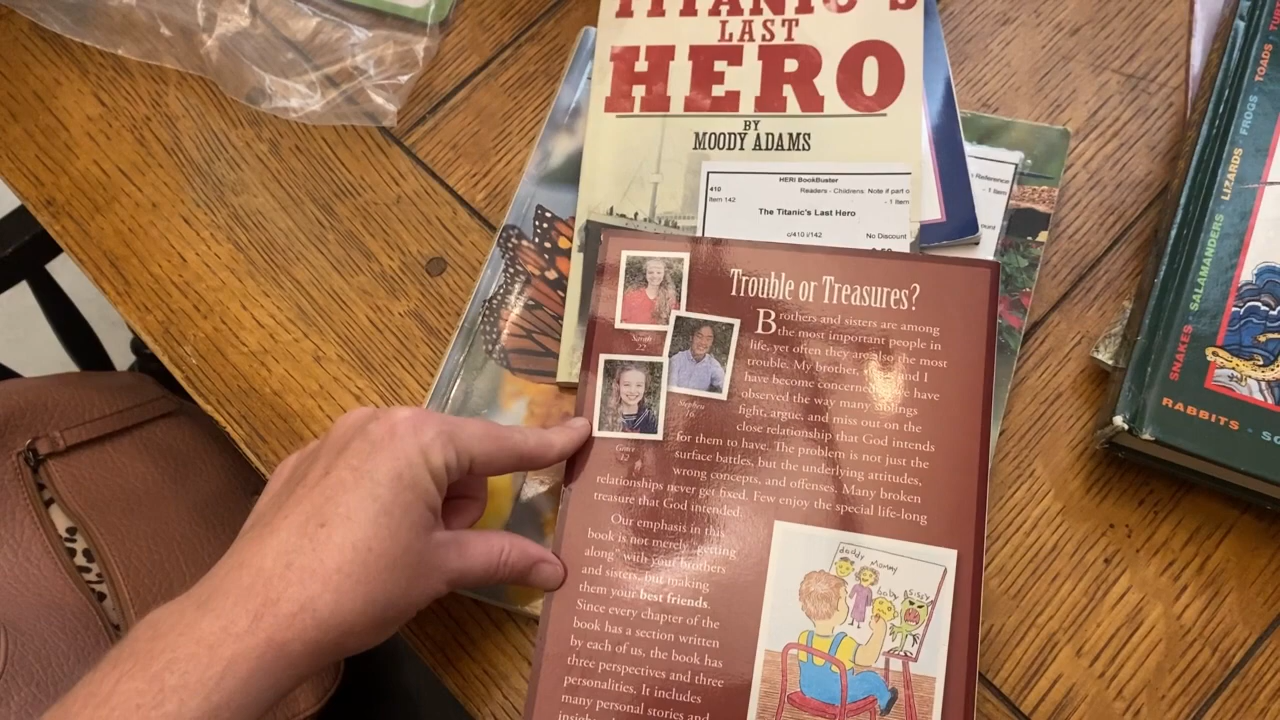 TITANIC'S
LAST
HERO
BY
MOODY ADAMS
HERI BookBuster
410
Readers - Childrens: Note if part o
Item 142
- 1 Item
The Titanic's Last Hero
c/410 i/142
No Discount
Reference
- 1 Item
Trouble or Treasures?
Brothers and sisters are among
the most important people in
life, yet often they are also the most
trouble. My brother, and I
have become concerned. We have
observed the way many siblings
fight, argue, and miss out on the
close relationship that God intends
for them to have. The problem is not just the
surface battles, but the underlying attitudes,
wrong concepts, and offenses. Many broken
relationships never get fixed. Few enjoy the special life-long
treasure that God intended.
Sarah
22
Stephen
16
Grace
12
Our emphasis in this
book is not merely "getting
along" with your brothers
and sisters, but making
them your best friends.
Since every chapter of the
book has a section written
by each of us, the book has
three perspectives and three
personalities. It includes
many personal stories and
daddy Mommy
baby
SISSY
SNAKES SALAMANDERS LIZARDS FROGS TOADS
RABBITS